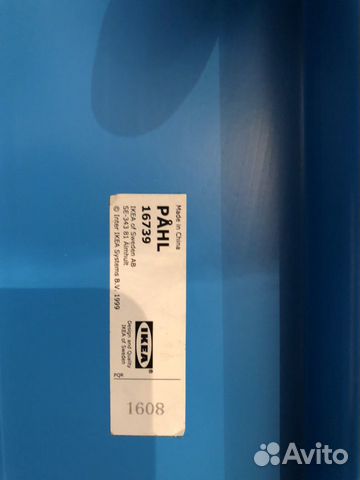 Made in China
PÅHL
16739
IKEA of Sweden AB
SE-343 81 Älmhult
© Inter IKEA Systems B.V. 1999
IKEA®
Design and Quality
IKEA of Sweden
PQR
1608
Avito